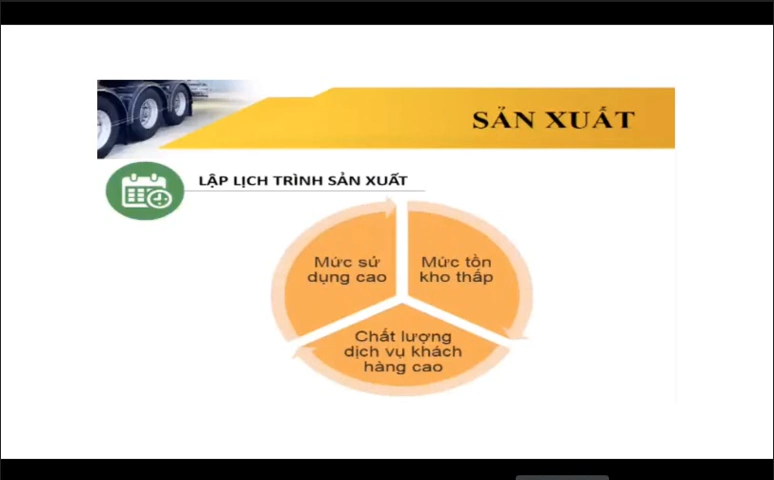 SẢN XUẤT
LẬP LỊCH TRÌNH SẢN XUẤT
Mức sử
dụng cao
Mức tồn
kho thấp
Chất lượng
dịch vụ khách
hàng cao